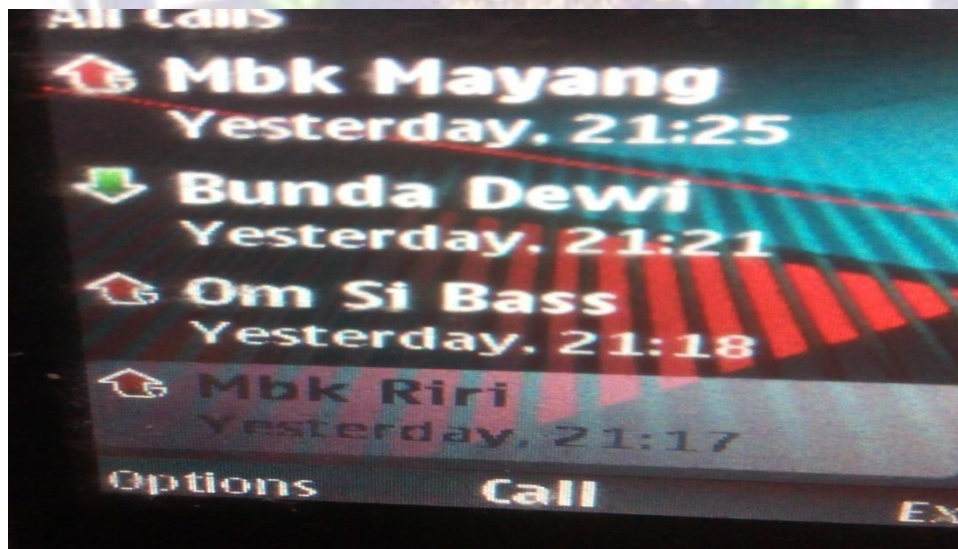 All Calls
Mbk Mayang
Yesterday, 21:25
Bunda Dewi
Yesterday, 21:21
Om Si Bass
Yesterday, 21:18
Mbk Riri
Yesterday, 21:17
Options Call Ex